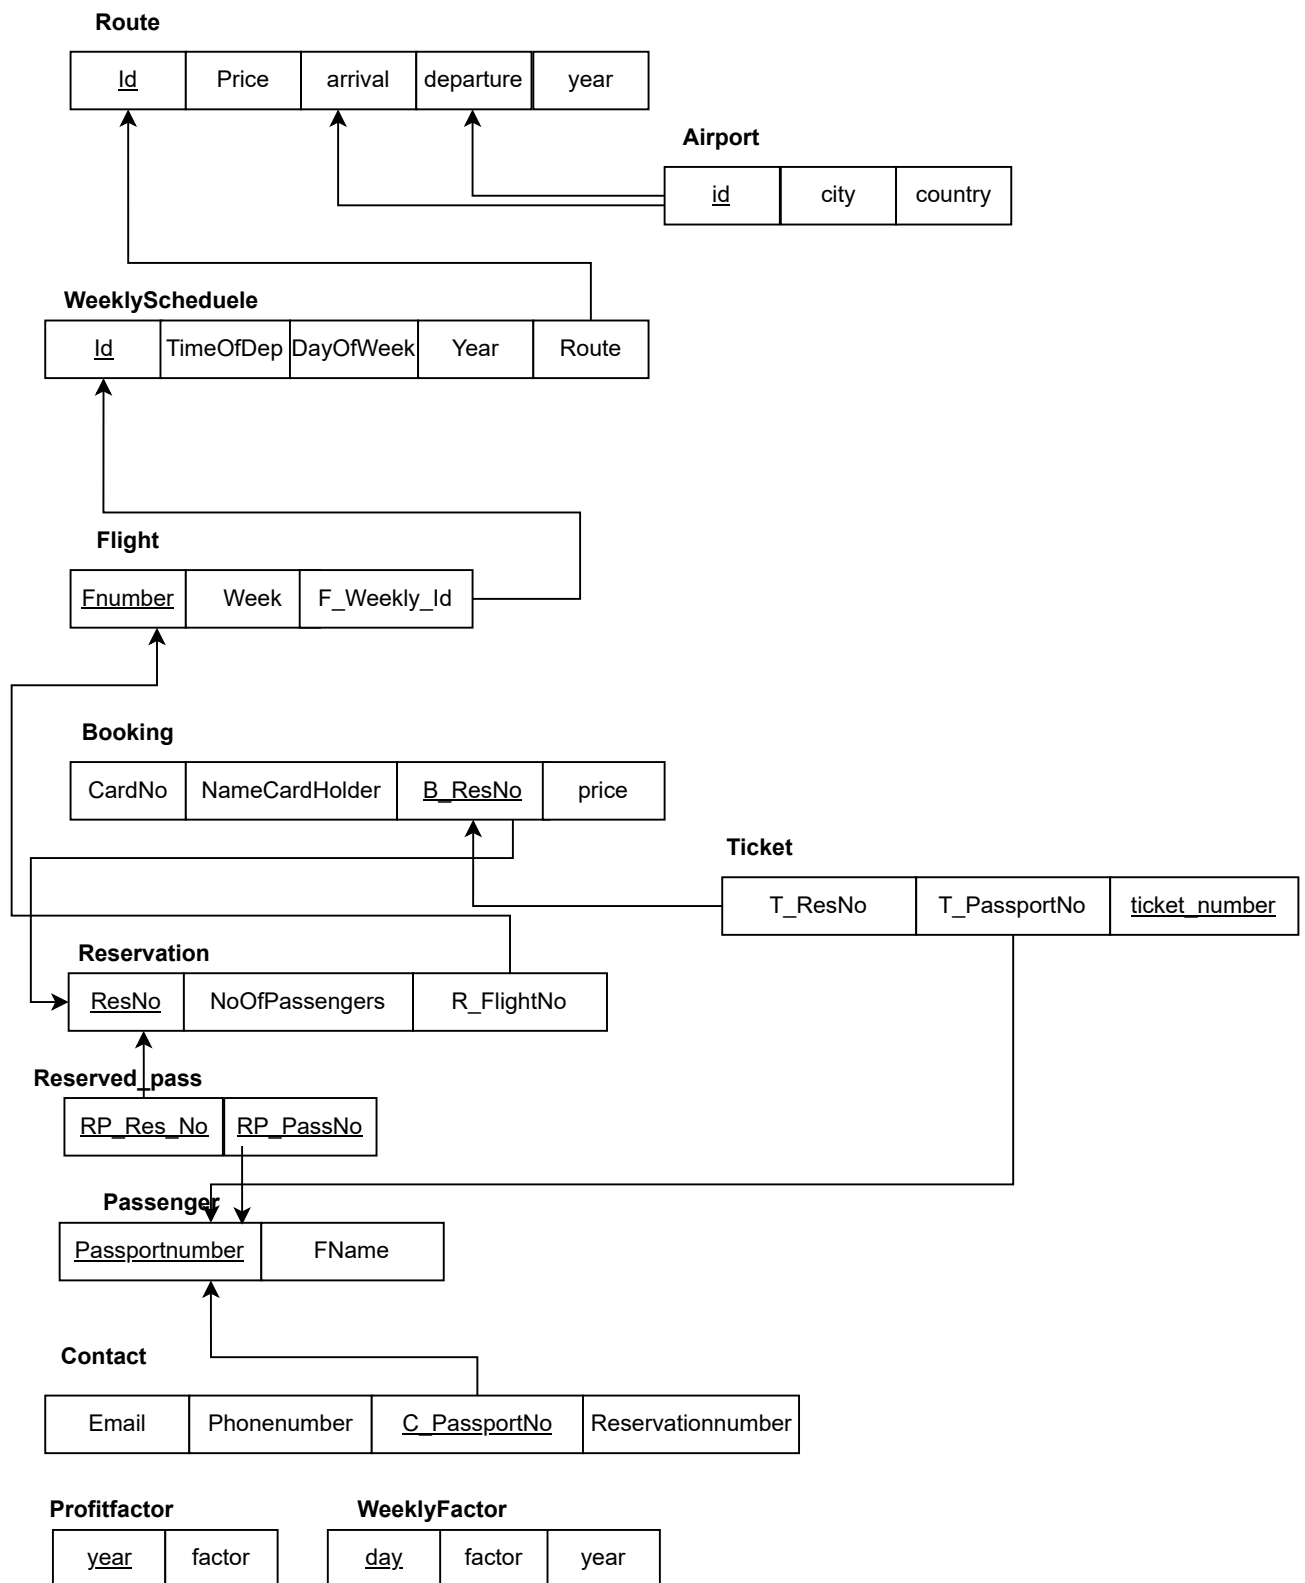 Route
Id Price arrival departure year
Airport
id city country
WeeklyScheduele
Id TimeOfDep DayOfWeek Year Route
Flight
Fnumber Week F_Weekly_Id
Booking
CardNo NameCardHolder B_ResNo price
Ticket
T_ResNo T_PassportNo ticket_number
Reservation
ResNo NoOfPassengers R_FlightNo
Reserved_pass
RP_Res_No RP_PassNo
Passenger
Passportnumber FName
Contact
Email Phonenumber C_PassportNo Reservationnumber
Profitfactor WeeklyFactor
year factor day factor year